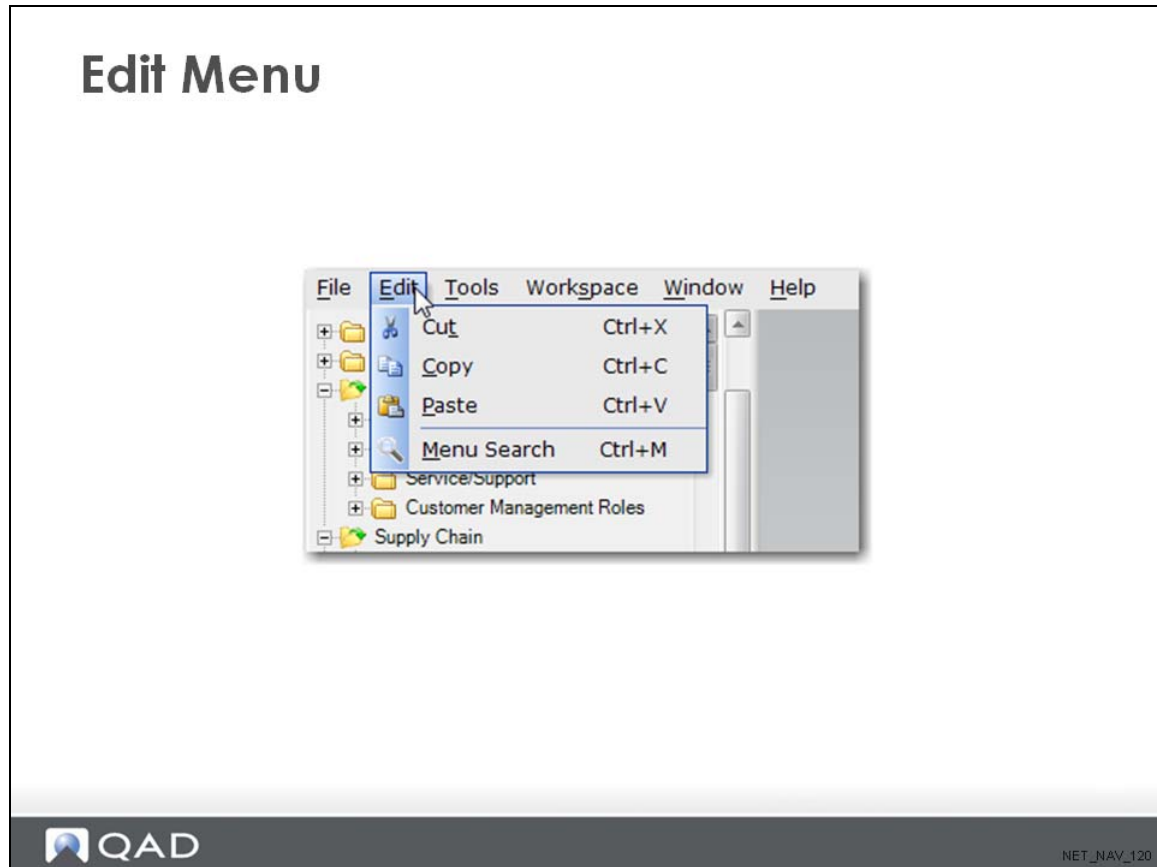 Edit Menu
File Edit Tools Workspace Window Help
Cut Ctrl+X
Copy Ctrl+C
Paste Ctrl+V
Menu Search Ctrl+M
Service/Support
Customer Management Roles
Supply Chain
QAD
NET_NAV_120